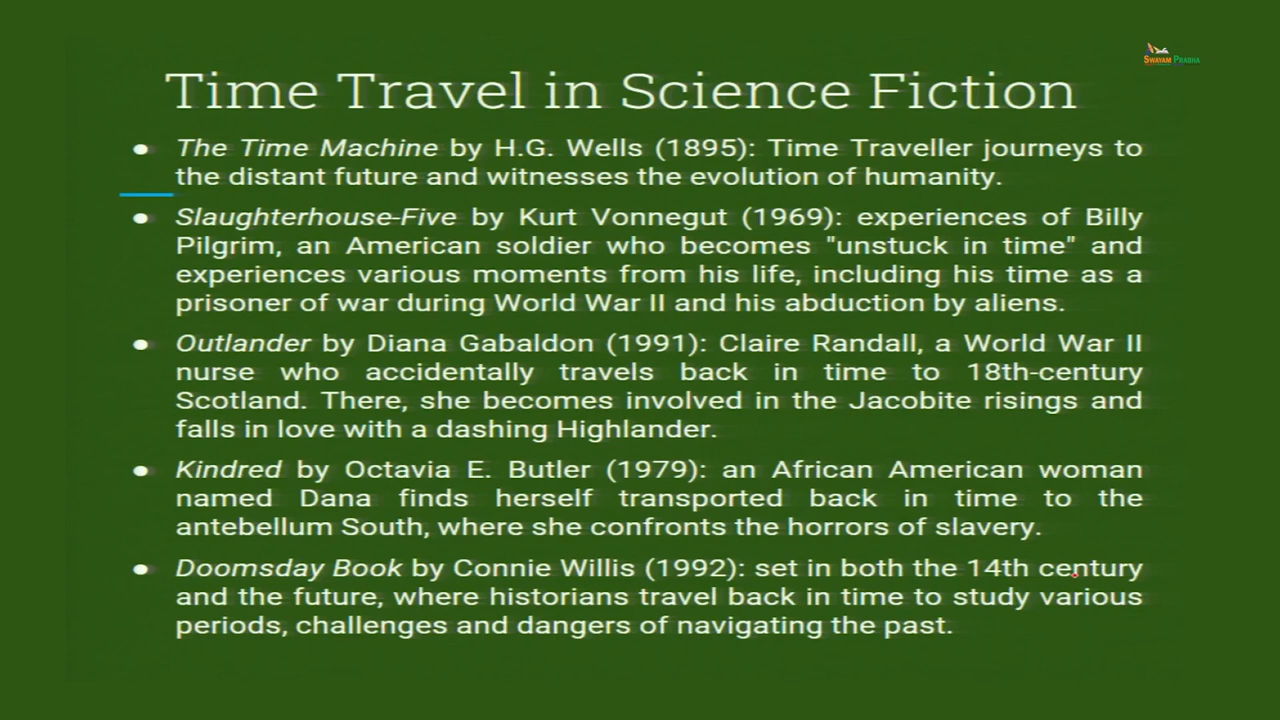 SWAYAM PRABHA
Time Travel in Science Fiction
● The Time Machine by H.G. Wells (1895): Time Traveller journeys to
the distant future and witnesses the evolution of humanity.
● Slaughterhouse-Five by Kurt Vonnegut (1969): experiences of Billy
Pilgrim, an American soldier who becomes "unstuck in time" and
experiences various moments from his life, including his time as a
prisoner of war during World War II and his abduction by aliens.
● Outlander by Diana Gabaldon (1991): Claire Randall, a World War II
nurse who accidentally travels back in time to 18th-century
Scotland. There, she becomes involved in the Jacobite risings and
falls in love with a dashing Highlander.
● Kindred by Octavia E. Butler (1979): an African American woman
named Dana finds herself transported back in time to the
antebellum South, where she confronts the horrors of slavery.
● Doomsday Book by Connie Willis (1992): set in both the 14th century
and the future, where historians travel back in time to study various
periods, challenges and dangers of navigating the past.